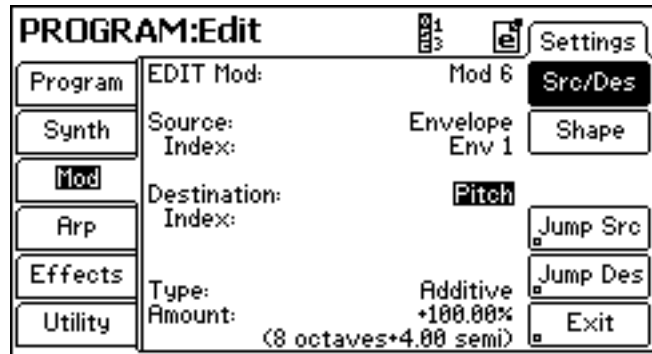 PROGRAM:Edit
1
3
e
Settings
Program
EDIT Mod: Mod 6
Src/Des
Synth
Source: Envelope
Index: Env 1
Shape
Mod
Destination: Pitch
Index:
Arp
Jump Src
Effects
Type: Additive
Jump Des
Utility
Amount: +100.00%
(8 octaves+4.00 semi)
Exit